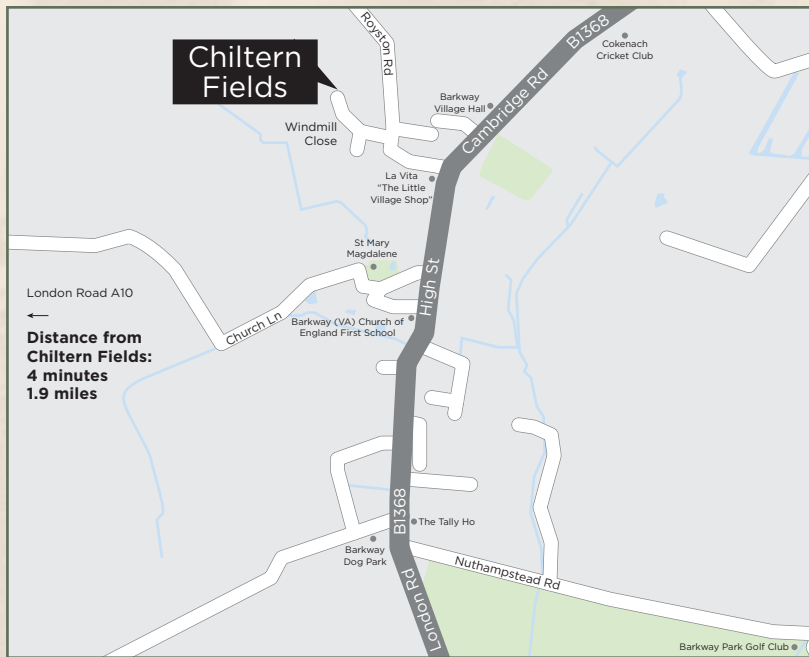 Royston Rd
B1368
Cokenach
Cricket Club
Chiltern
Fields
Barkway
Village Hall
Cambridge Rd
Windmill
Close
La Vita
"The Little
Village Shop"
St Mary
Magdalene
High St
London Road A10
←
Distance from
Chiltern Fields:
4 minutes
1.9 miles
Church Ln
Barkway (VA) Church of
England First School
B1368
The Tally Ho
Barkway
Dog Park
Nuthampstead Rd
London Rd
Barkway Park Golf Club